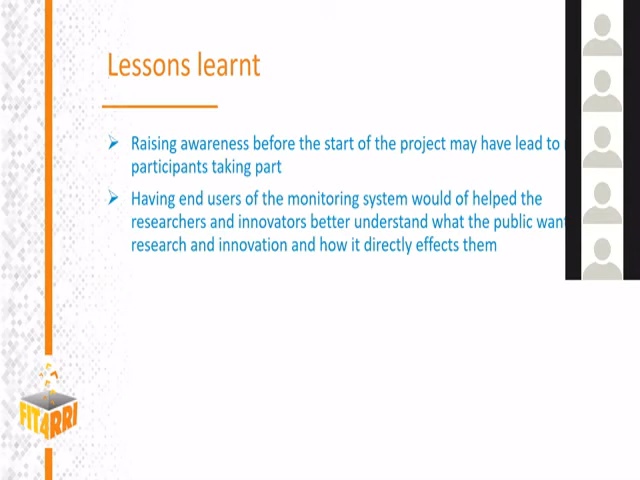 Lessons learnt
Raising awareness before the start of the project may have lead to
participants taking part
Having end users of the monitoring system would of helped the
researchers and innovators better understand what the public want
research and innovation and how it directly effects them
FIT4RRI